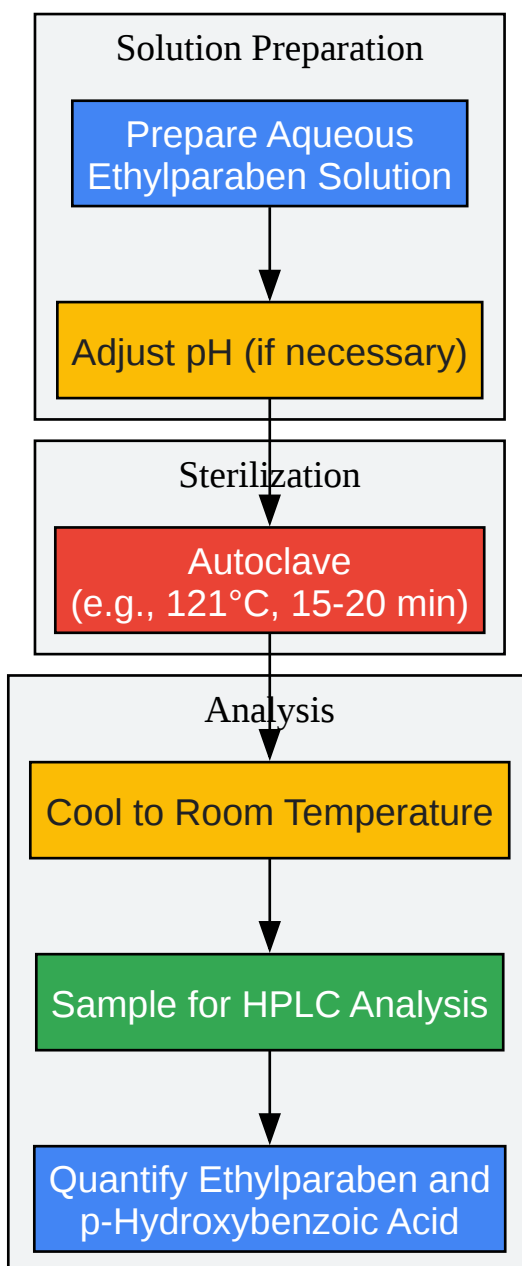 Solution Preparation
Prepare Aqueous
Ethylparaben Solution
Adjust pH (if necessary)
Sterilization
Autoclave
(e.g., 121°C, 15-20 min)
Analysis
Cool to Room Temperature
Sample for HPLC Analysis
Quantify Ethylparaben and
p-Hydroxybenzoic Acid